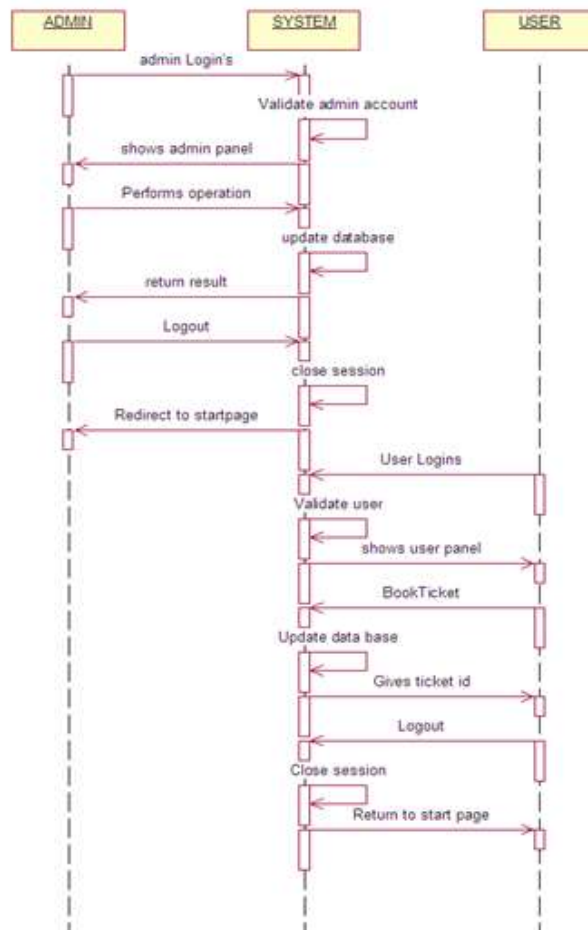 ADMIN
SYSTEM
USER
admin Login's
Validate admin account
shows admin panel
Performs operation
update database
return result
Logout
close session
Redirect to startpage
User Logins
Validate user
shows user panel
BookTicket
Update data base
Gives ticket id
Logout
Close session
Return to start page